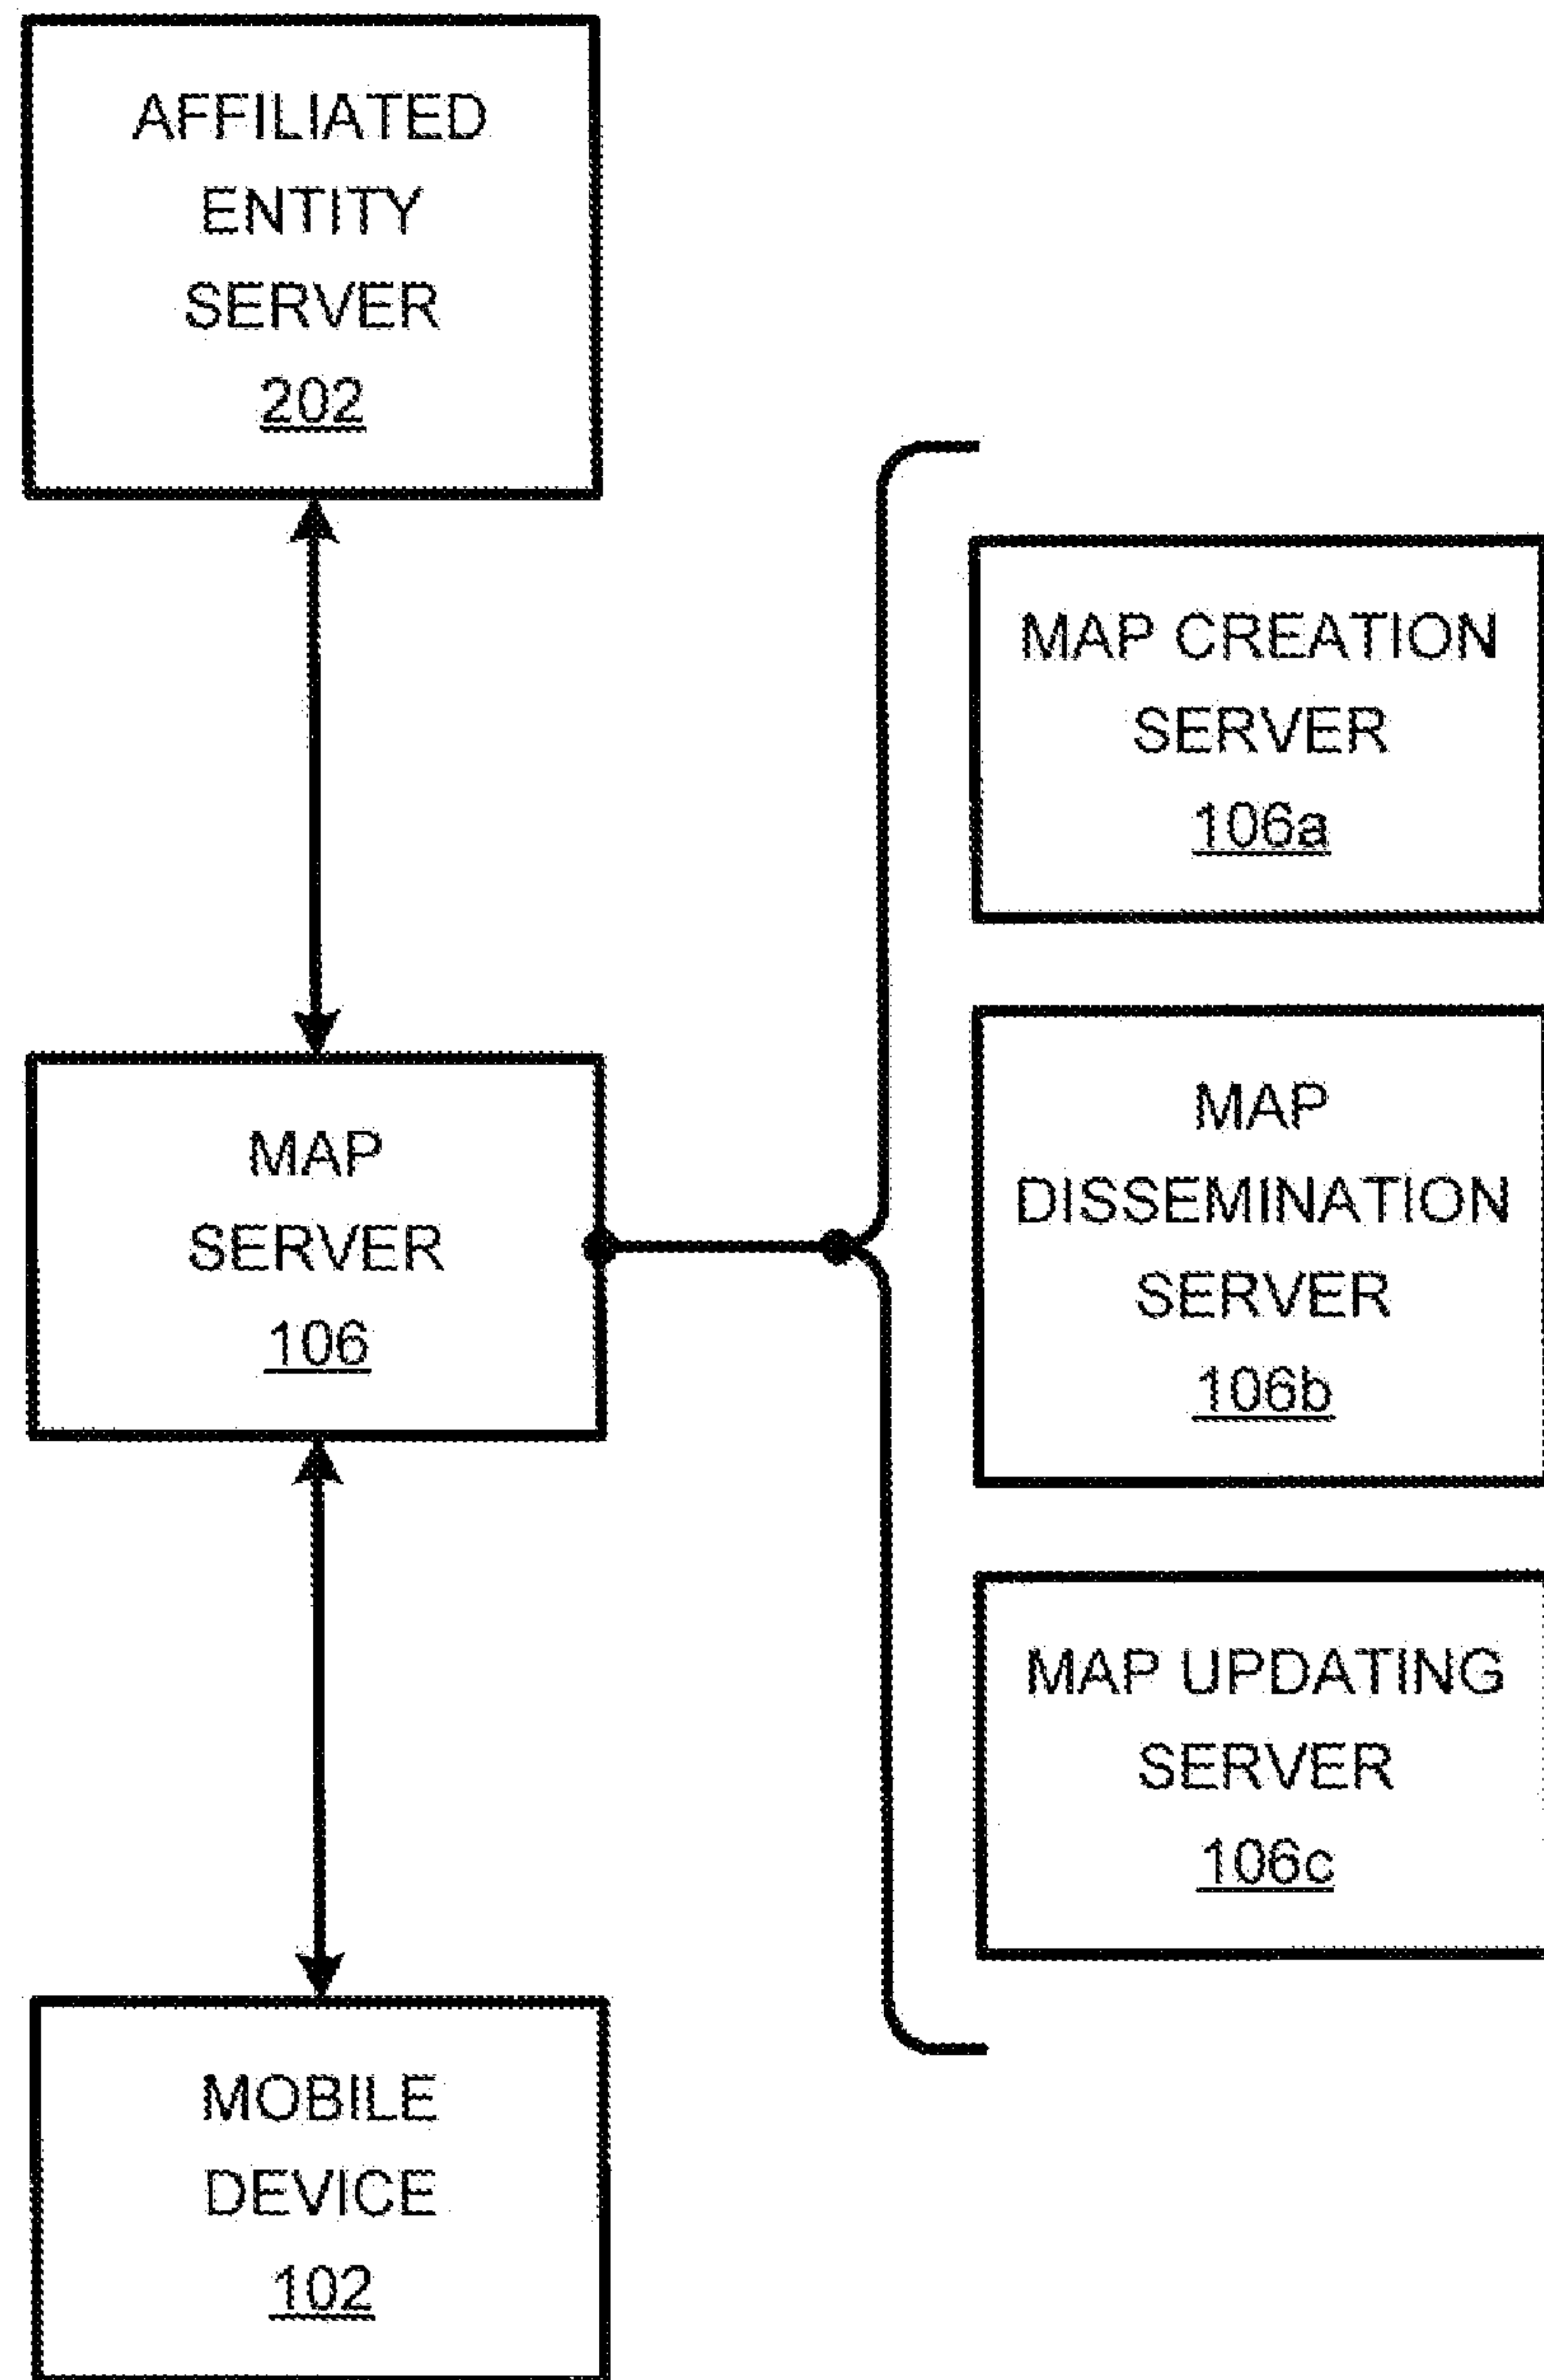 AFFILIATED
ENTITY
SERVER
202
MAP
SERVER
106
MOBILE
DEVICE
102
MAP CREATION
SERVER
106a
MAP
DISSEMINATION
SERVER
106b
MAP UPDATING
SERVER
106c